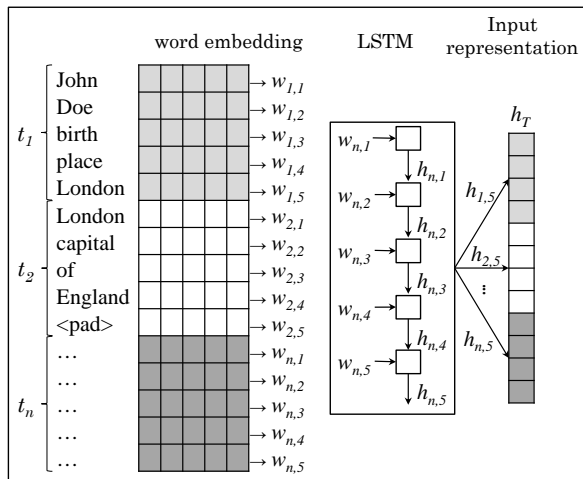 word embedding
LSTM
Input
representation
t1
John → w1,1
Doe → w1,2
birth → w1,3
place → w1,4
London → w1,5
t2
London → w2,1
capital → w2,2
of → w2,3
England → w2,4
<pad> → w2,5
tn
... → wn,1
... → wn,2
... → wn,3
... → wn,4
... → wn,5
wn,1
hn,1
wn,2
hn,2
wn,3
hn,3
wn,4
hn,4
wn,5
hn,5
hT
h1,5
h2,5
...
hn,5